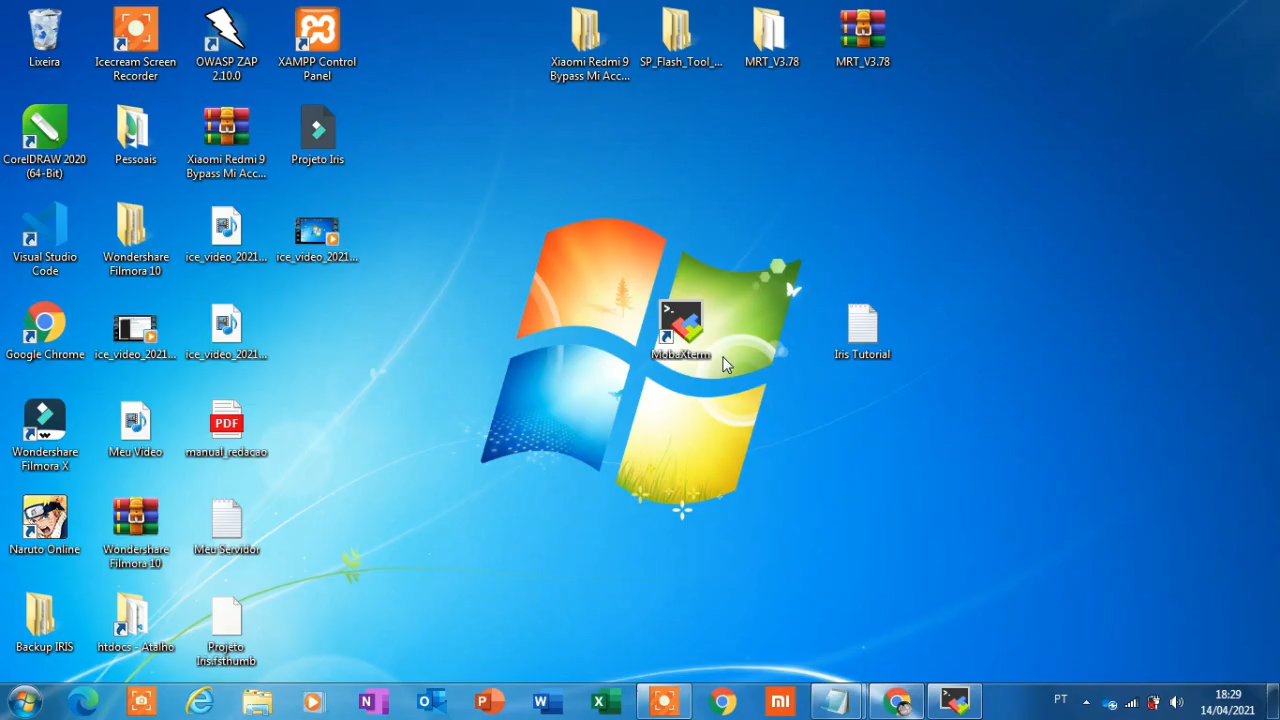 Lixeira
Icecream Screen
Recorder
OWASP ZAP
2.10.0
XAMPP Control
Panel
Xiaomi Redmi 9
Bypass Mi Acc...
SP_Flash_Tool_...
MRT_V3.78
MRT_V3.78
CorelDRAW 2020
(64-Bit)
Pessoais
Xiaomi Redmi 9
Bypass Mi Acc...
Projeto Iris
Visual Studio
Code
Wondershare
Filmora 10
ice_video_2021...
ice_video_2021...
Google Chrome
ice_video_2021...
ice_video_2021...
MobaXterm
Iris Tutorial
Wondershare
Filmora X
Meu Video
PDF
manual_redacao
Naruto Online
Wondershare
Filmora 10
Meu Servidor
Backup IRIS
htdocs - Atalho
Projeto
Iris.fsthumb
PT
18:29
14/04/2021